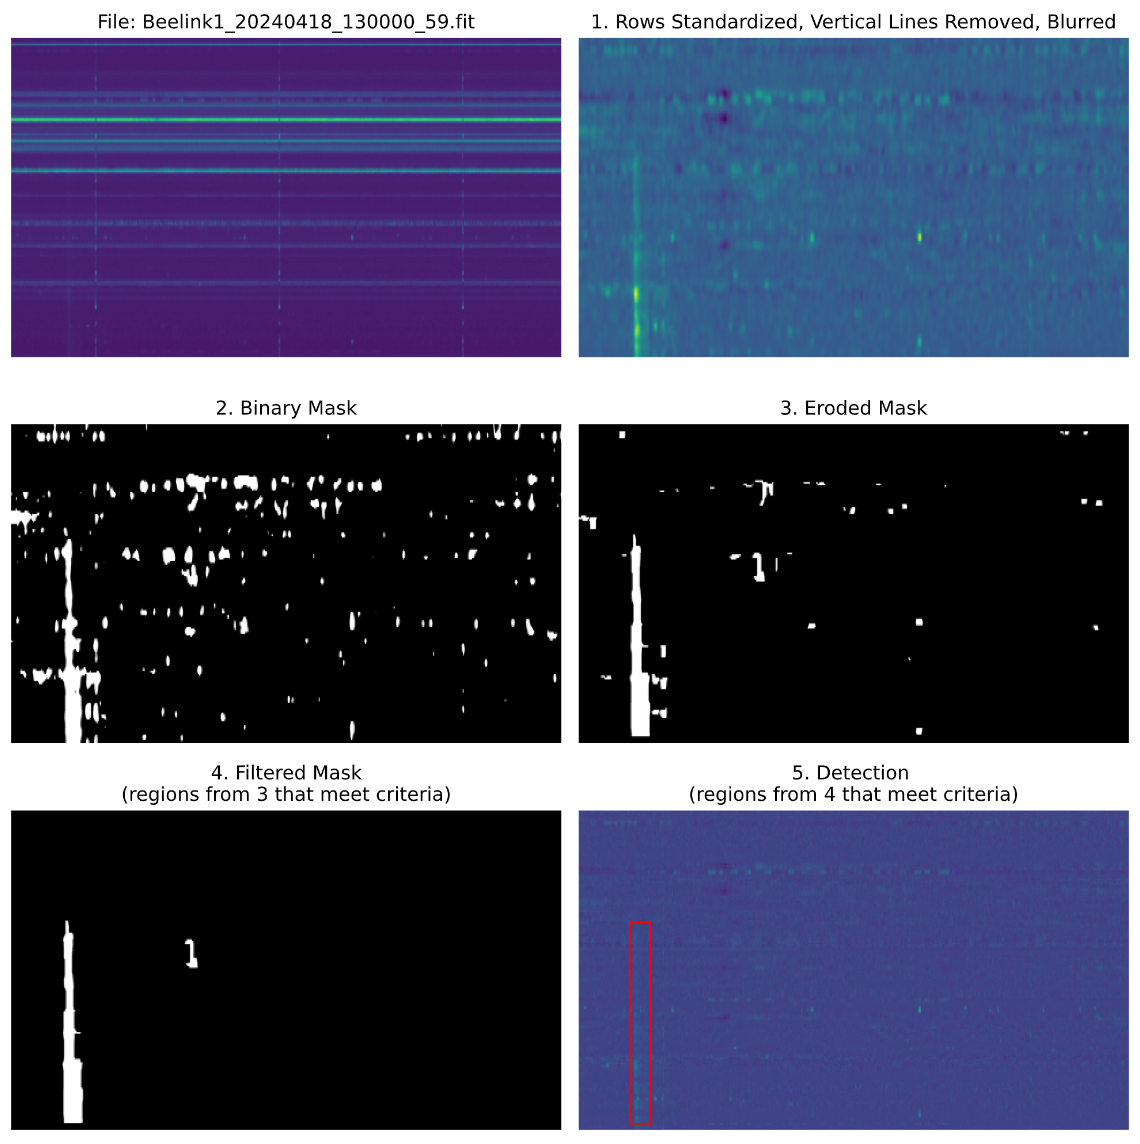 File: Beelink1_20240418_130000_59.fit
1. Rows Standardized, Vertical Lines Removed, Blurred
2. Binary Mask
3. Eroded Mask
4. Filtered Mask
(regions from 3 that meet criteria)
5. Detection
(regions from 4 that meet criteria)